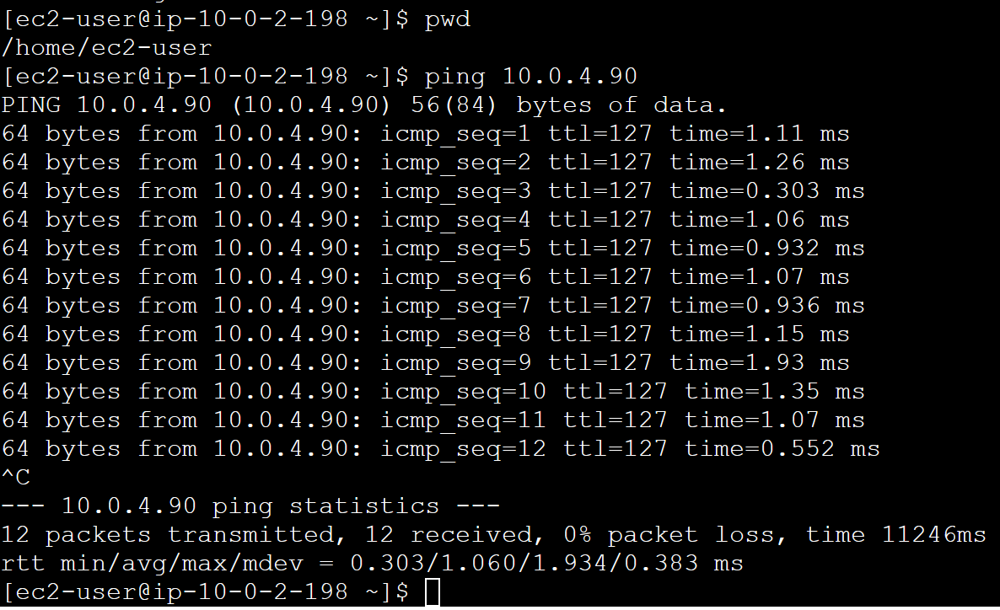 [ec2-user@ip-10-0-2-198 ~]$ pwd
/home/ec2-user
[ec2-user@ip-10-0-2-198 ~]$ ping 10.0.4.90
PING 10.0.4.90 (10.0.4.90) 56(84) bytes of data.
64 bytes from 10.0.4.90: icmp_seq=1 ttl=127 time=1.11 ms
64 bytes from 10.0.4.90: icmp_seq=2 ttl=127 time=1.26 ms
64 bytes from 10.0.4.90: icmp_seq=3 ttl=127 time=0.303 ms
64 bytes from 10.0.4.90: icmp_seq=4 ttl=127 time=1.06 ms
64 bytes from 10.0.4.90: icmp_seq=5 ttl=127 time=0.932 ms
64 bytes from 10.0.4.90: icmp_seq=6 ttl=127 time=1.07 ms
64 bytes from 10.0.4.90: icmp_seq=7 ttl=127 time=0.936 ms
64 bytes from 10.0.4.90: icmp_seq=8 ttl=127 time=1.15 ms
64 bytes from 10.0.4.90: icmp_seq=9 ttl=127 time=1.93 ms
64 bytes from 10.0.4.90: icmp_seq=10 ttl=127 time=1.35 ms
64 bytes from 10.0.4.90: icmp_seq=11 ttl=127 time=1.07 ms
64 bytes from 10.0.4.90: icmp_seq=12 ttl=127 time=0.552 ms
^C
--- 10.0.4.90 ping statistics ---
12 packets transmitted, 12 received, 0% packet loss, time 11246ms
rtt min/avg/max/mdev = 0.303/1.060/1.934/0.383 ms
[ec2-user@ip-10-0-2-198 ~]$